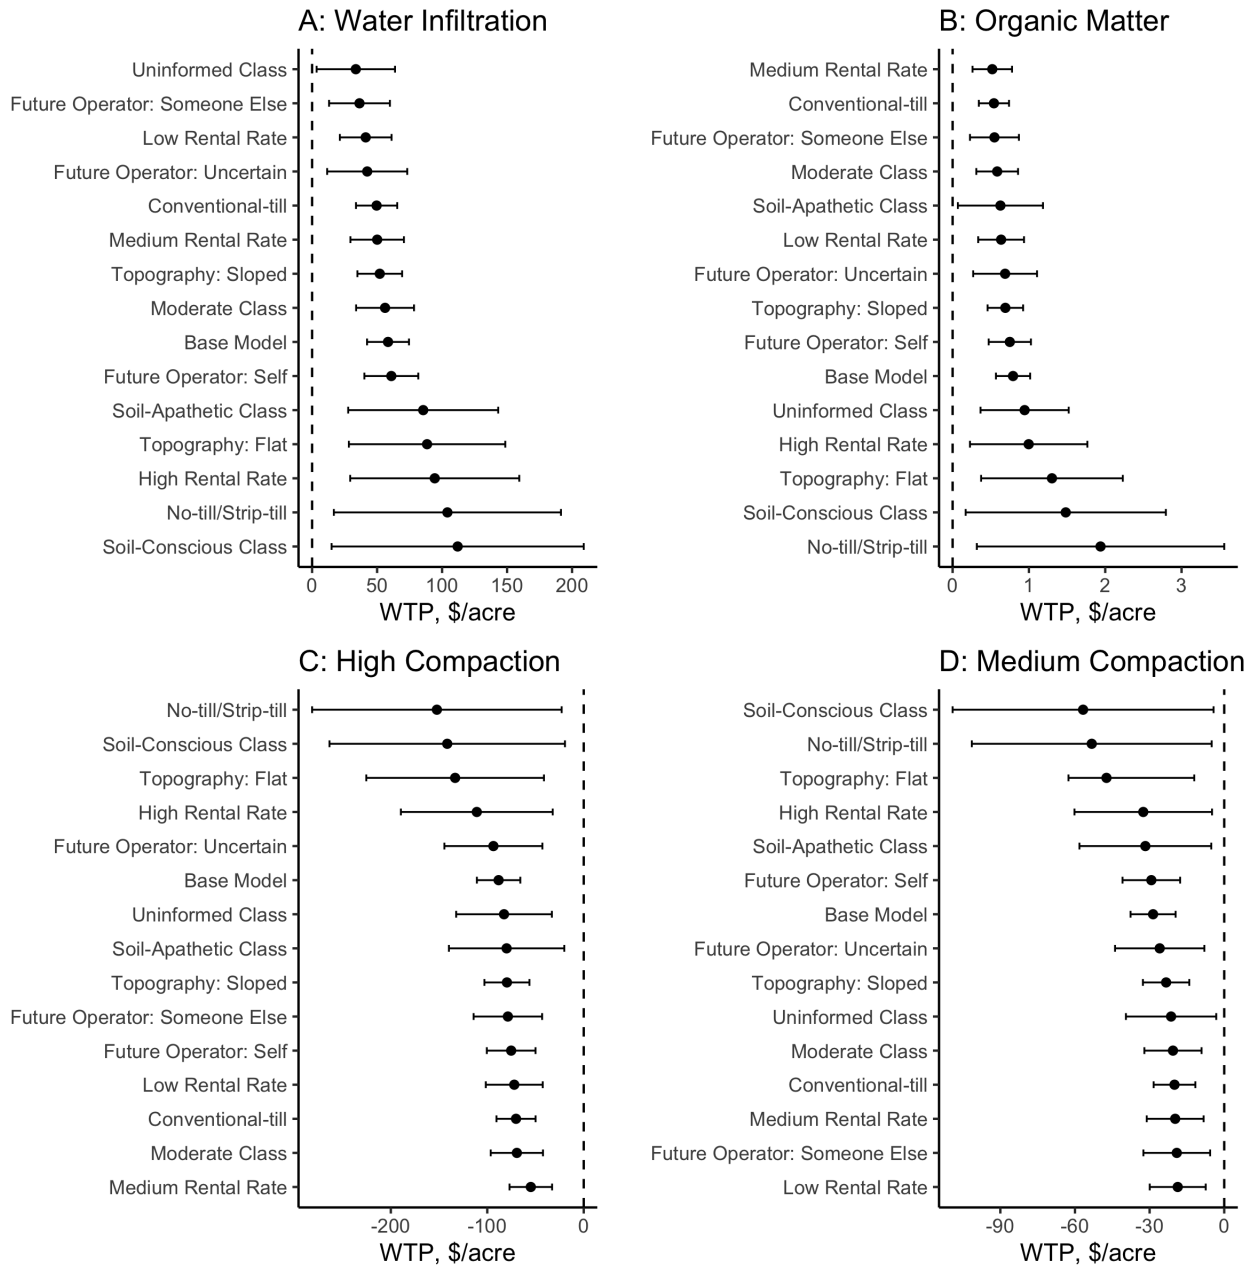 A: Water Infiltration
Uninformed Class
Future Operator: Someone Else
Low Rental Rate
Future Operator: Uncertain
Conventional-till
Medium Rental Rate
Topography: Sloped
Moderate Class
Base Model
Future Operator: Self
Soil-Apathetic Class
Topography: Flat
High Rental Rate
No-till/Strip-till
Soil-Conscious Class
0 50 100 150 200
WTP, $/acre
B: Organic Matter
Medium Rental Rate
Conventional-till
Future Operator: Someone Else
Moderate Class
Soil-Apathetic Class
Low Rental Rate
Future Operator: Uncertain
Topography: Sloped
Future Operator: Self
Base Model
Uninformed Class
High Rental Rate
Topography: Flat
Soil-Conscious Class
No-till/Strip-till
0 1 2 3
WTP, $/acre
C: High Compaction
No-till/Strip-till
Soil-Conscious Class
Topography: Flat
High Rental Rate
Future Operator: Uncertain
Base Model
Uninformed Class
Soil-Apathetic Class
Topography: Sloped
Future Operator: Someone Else
Future Operator: Self
Low Rental Rate
Conventional-till
Moderate Class
Medium Rental Rate
-200 -100 0
WTP, $/acre
D: Medium Compaction
Soil-Conscious Class
No-till/Strip-till
Topography: Flat
High Rental Rate
Soil-Apathetic Class
Future Operator: Self
Base Model
Future Operator: Uncertain
Topography: Sloped
Uninformed Class
Moderate Class
Conventional-till
Medium Rental Rate
Future Operator: Someone Else
Low Rental Rate
-90 -60 -30 0
WTP, $/acre